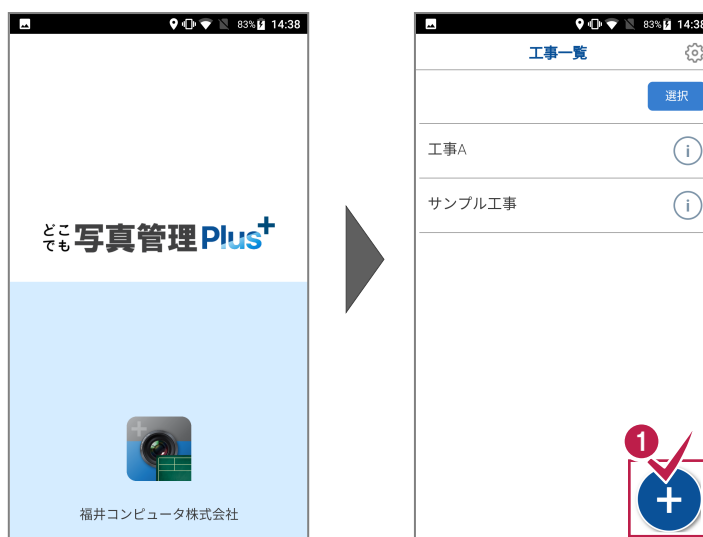 83% 14:38
どこでも写真管理Plus+
福井コンピュータ株式会社
83% 14:38
工事一覧
選択
工事A
i
サンプル工事
i
1
+